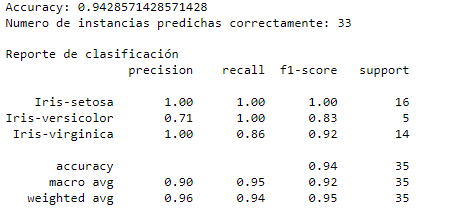 Accuracy: 0.9428571428571428
Numero de instancias predichas correctamente: 33
Reporte de clasificación
precision recall f1-score support
Iris-setosa 1.00 1.00 1.00 16
Iris-versicolor 0.71 1.00 0.83 5
Iris-virginica 1.00 0.86 0.92 14
accuracy 0.94 35
macro avg 0.90 0.95 0.92 35
weighted avg 0.96 0.94 0.95 35